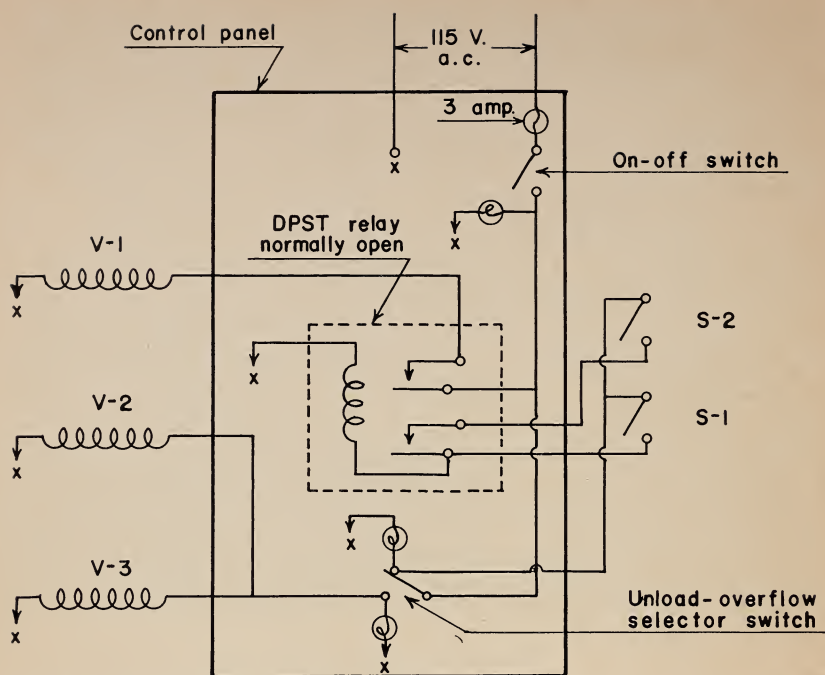 Control panel
115 V.
a.c.
3 amp.
x
On-off switch
x
DPST relay
normally open
V-1
x
x
S-2
V-2
x
S-1
x
V-3
x
Unload-overflow
selector switch
x